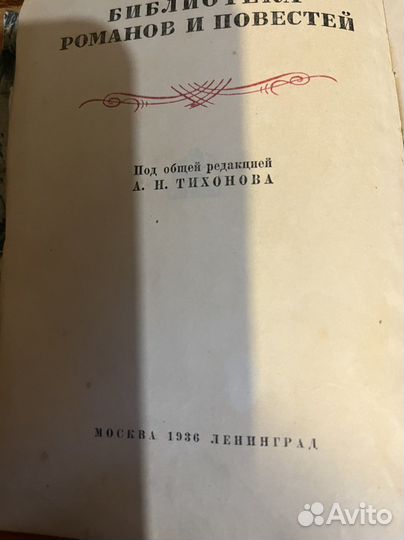 БИБЛИОТЕКА
РОМАНОВ И ПОВЕСТЕЙ
Под общей редакцией
А. Н. ТИХОНОВА
МОСКВА 1936 ЛЕНИНГРАД
Avito